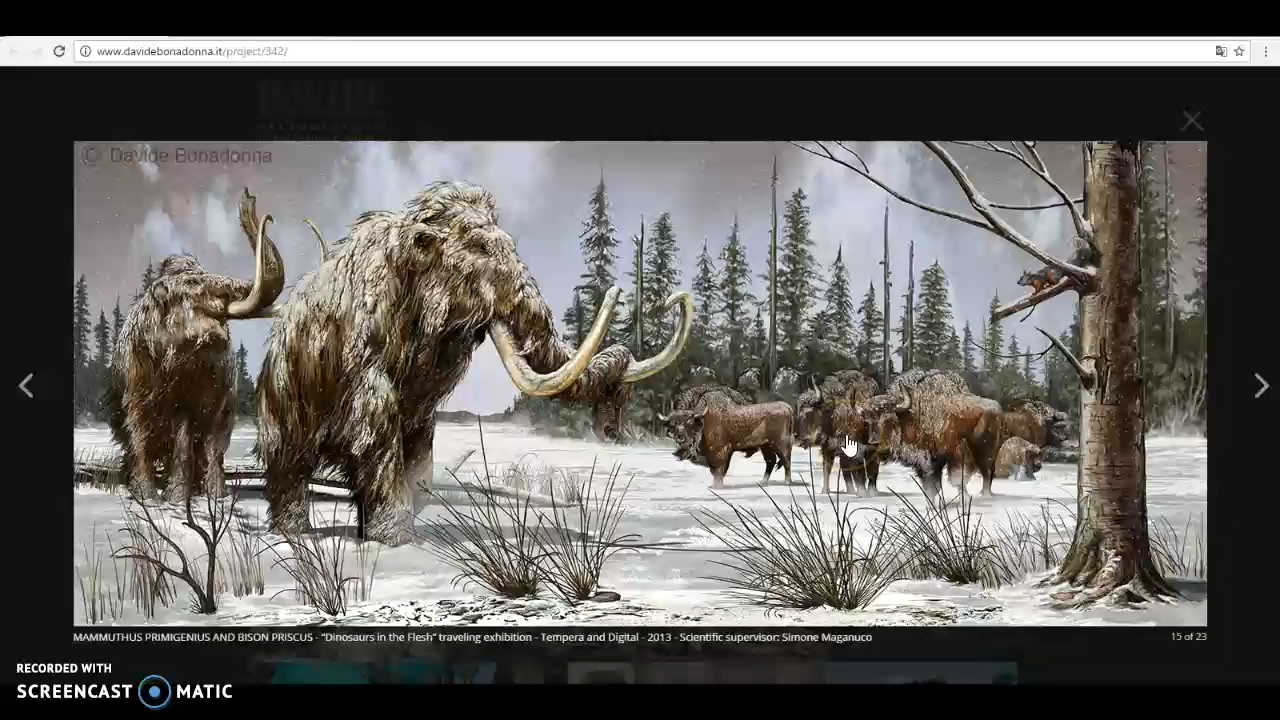 www.davidebonadonna.it/project/342/
© Davide Bonadonna
MAMMUTHUS PRIMIGENIUS AND BISON PRISCUS - "Dinosaurs in the Flesh" traveling exhibition - Tempera and Digital - 2013 - Scientific supervisor: Simone Maganuco
15 of 23
RECORDED WITH
SCREENCAST MATIC